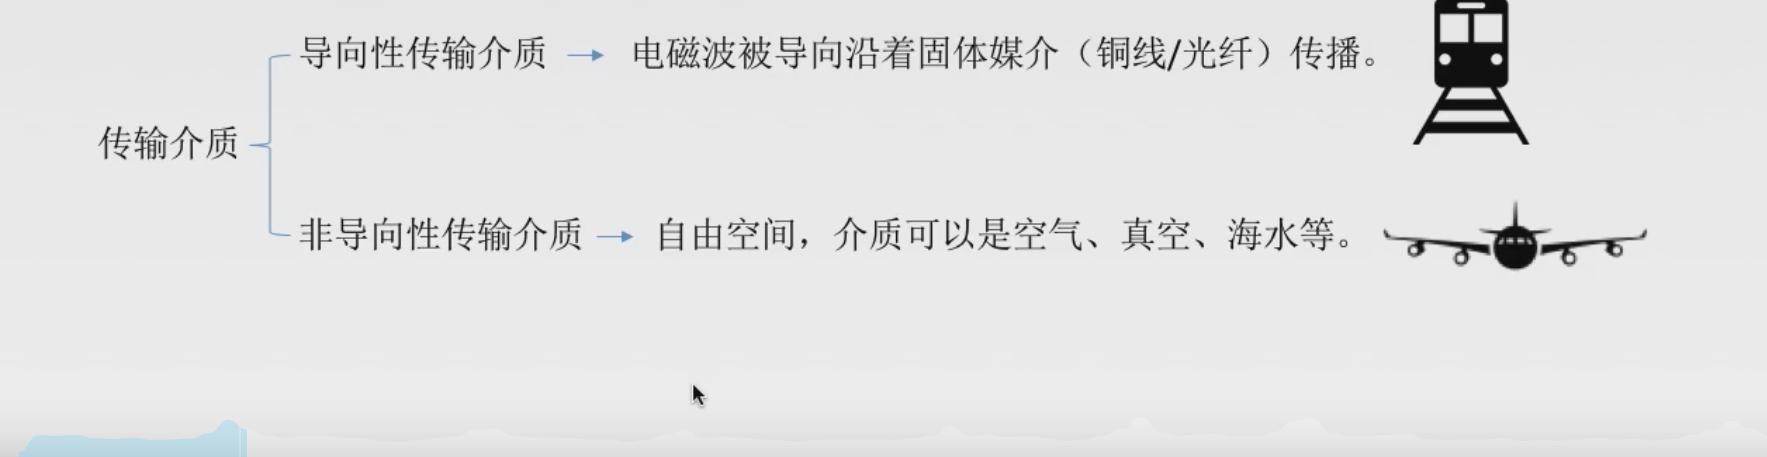 导向性传输介质 → 电磁波被导向沿着固体媒介（铜线/光纤）传播。
传输介质
非导向性传输介质 → 自由空间，介质可以是空气、真空、海水等。